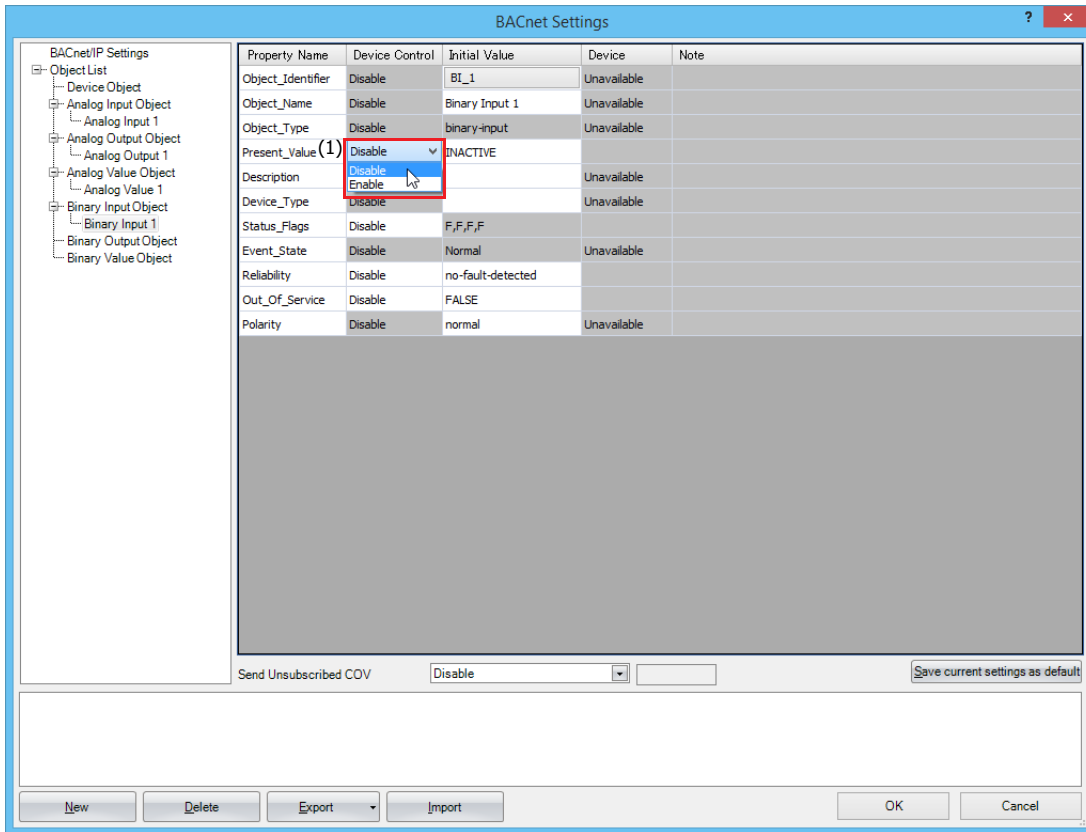 BACnet Settings ? ×
BACnet/IP Settings
Object List
Device Object
Analog Input Object
Analog Input 1
Analog Output Object
Analog Output 1
Analog Value Object
Analog Value 1
Binary Input Object
Binary Input 1
Binary Output Object
Binary Value Object
Property Name Device Control Initial Value Device Note
Object_Identifier Disable BI_1 Unavailable
Object_Name Disable Binary Input 1 Unavailable
Object_Type Disable binary-input Unavailable
Present_Value (1) Disable INACTIVE
Disable
Enable
Description Unavailable
Device_Type Disable Unavailable
Status_Flags Disable F,F,F,F
Event_State Disable Normal Unavailable
Reliability Disable no-fault-detected
Out_Of_Service Disable FALSE
Polarity Disable normal Unavailable
Send Unsubscribed COV Disable Save current settings as default
New Delete Export Import OK Cancel